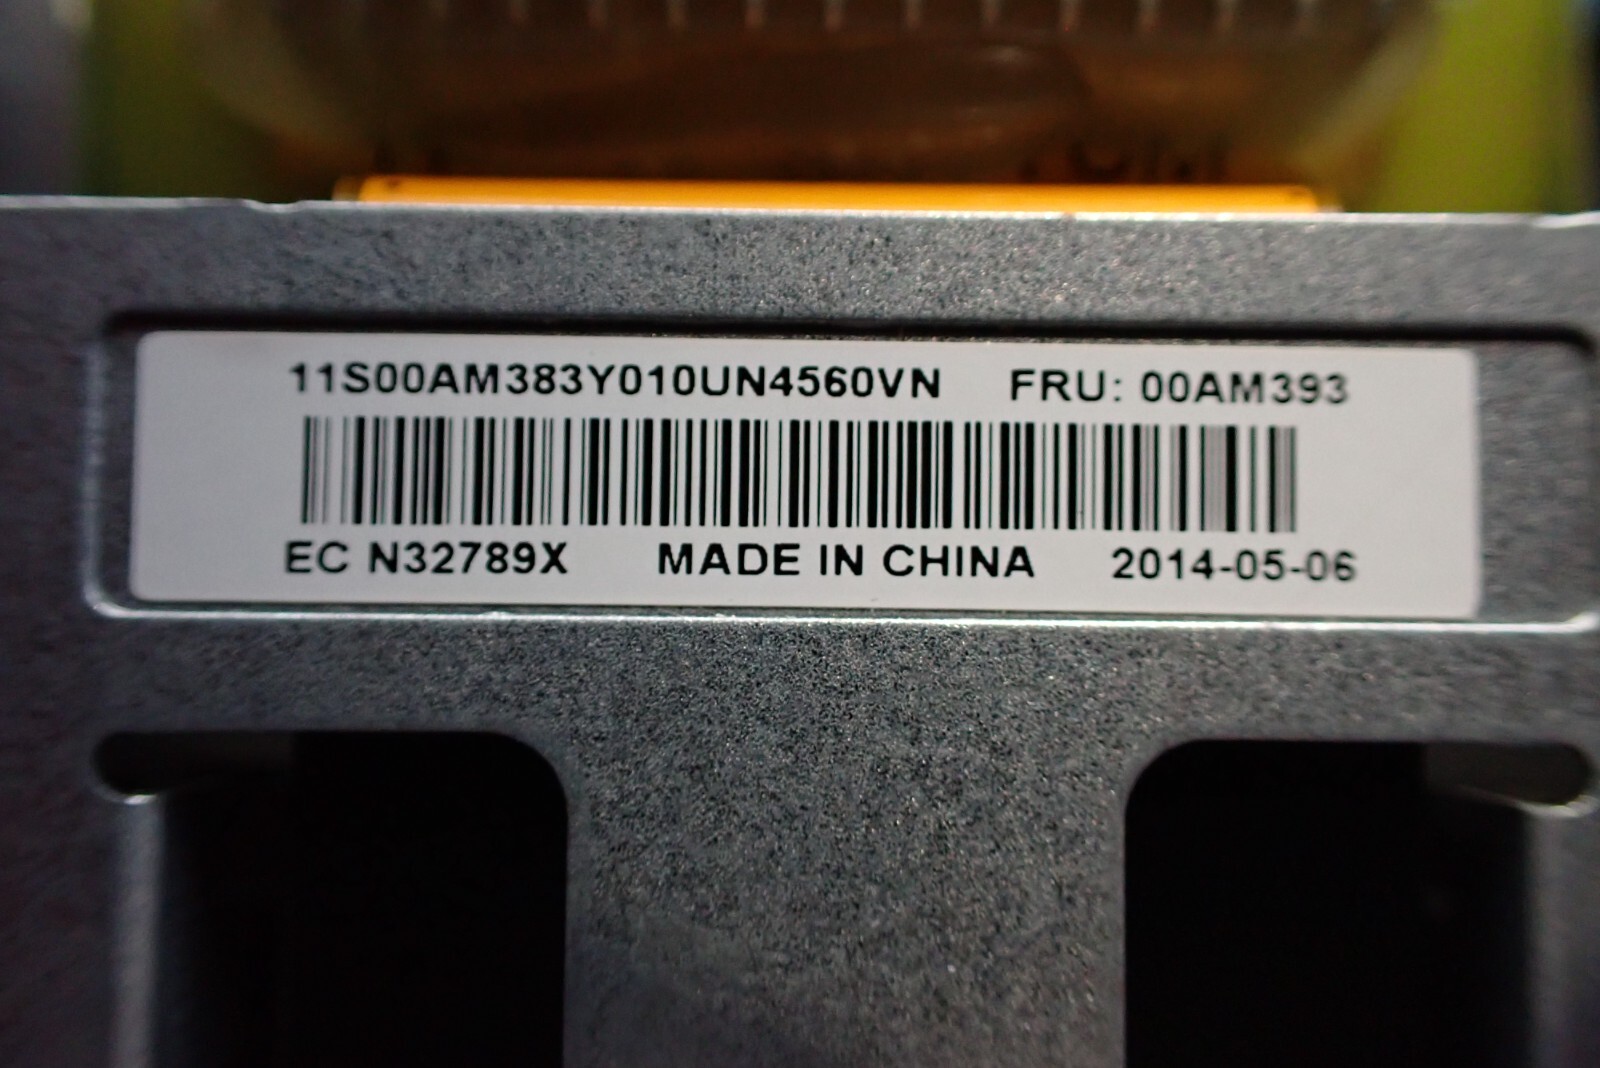 11S00AM383Y010UN4560VN FRU: 00AM393
EC N32789X MADE IN CHINA 2014-05-06